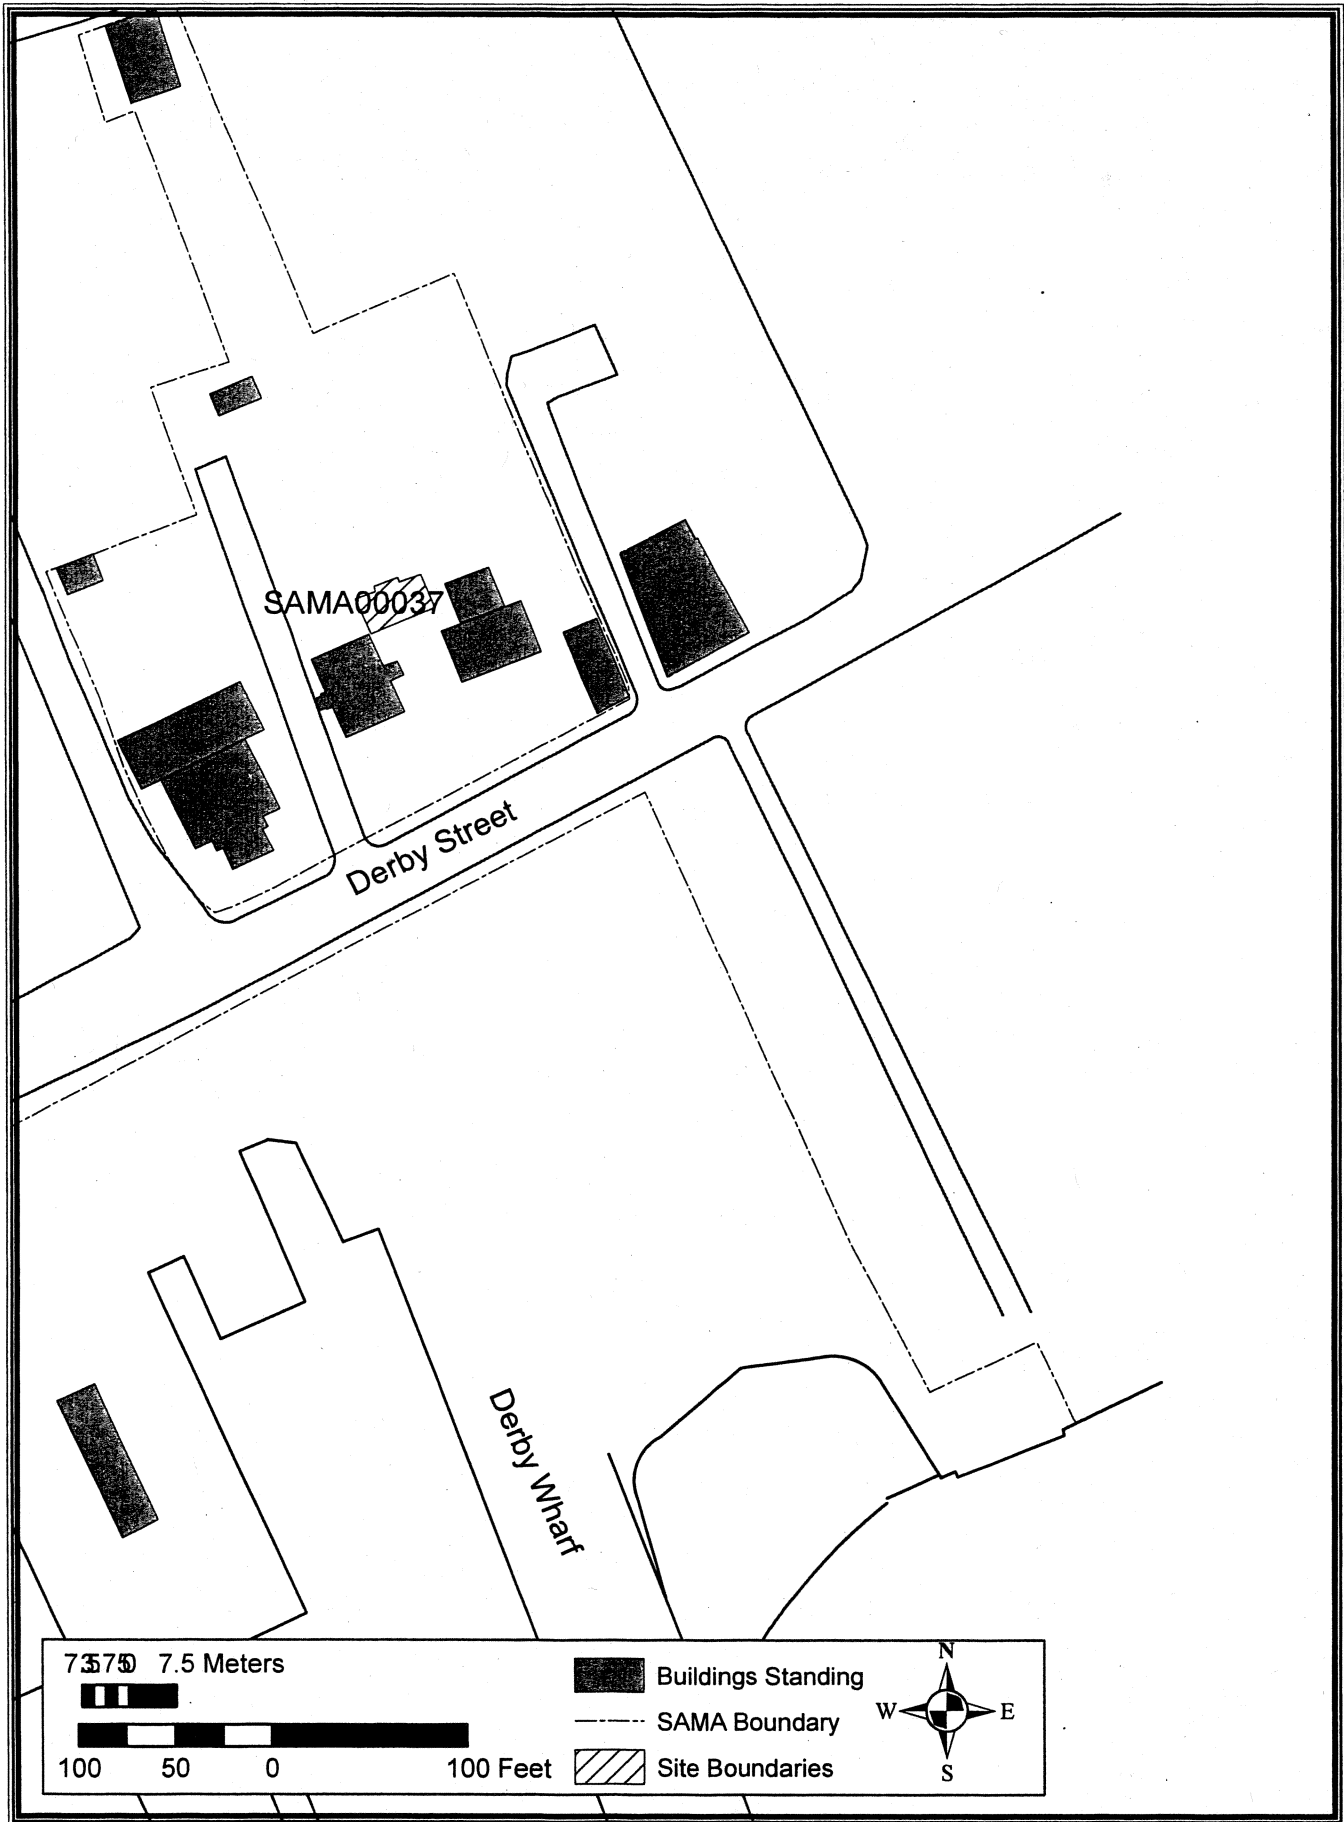 SAMA00037
Derby Street
Derby Wharf
7.5 Meters
100 50 0 100 Feet
Buildings Standing
SAMA Boundary
Site Boundaries
N
W E
S